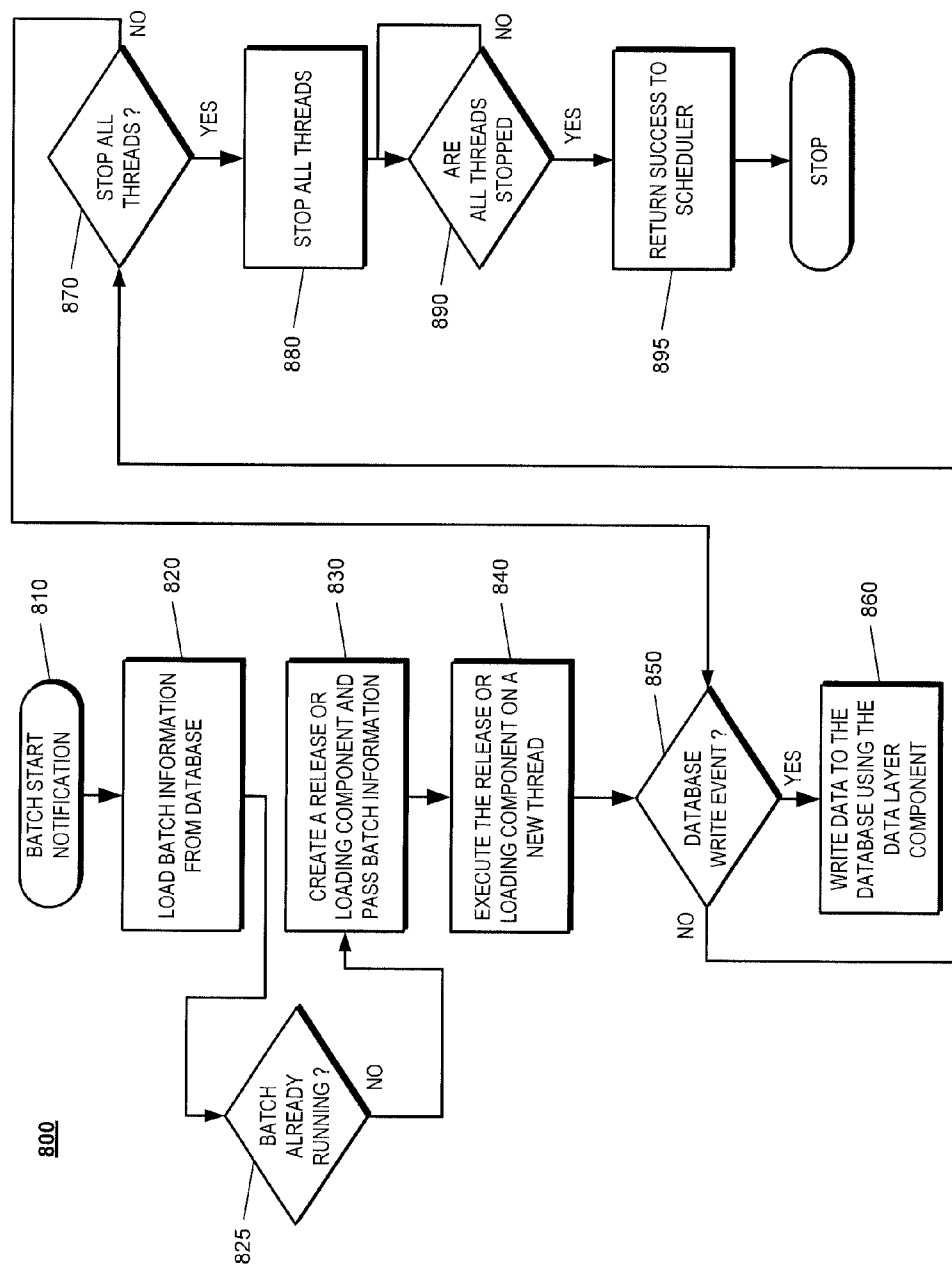 800
810
BATCH START
NOTIFICATION
820
LOAD BATCH INFORMATION
FROM DATABASE
825
BATCH
ALREADY
RUNNING ?
NO
830
CREATE A RELEASE OR
LOADING COMPONENT AND
PASS BATCH INFORMATION
840
EXECUTE THE RELEASE OR
LOADING COMPONENT ON A
NEW THREAD
850
DATABASE
WRITE EVENT ?
NO
YES
860
WRITE DATA TO THE
DATABASE USING THE
DATA LAYER
COMPONENT
870
STOP ALL
THREADS ?
NO
YES
880
STOP ALL THREADS
890
ARE
ALL THREADS
STOPPED
NO
YES
895
RETURN SUCCESS TO
SCHEDULER
STOP